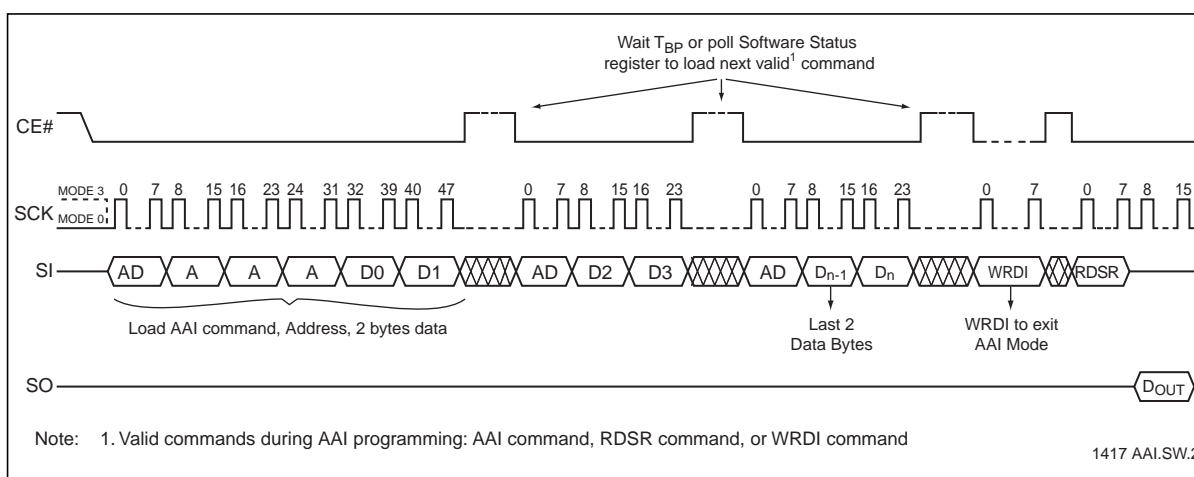 Wait TBP or poll Software Status
register to load next valid1 command
CE#
MODE 3
MODE 0
SCK
0 7 8 15 16 23 24 31 32 39 40 47 0 7 8 15 16 23 0 7 8 15 16 23 0 7 0 7 8 15
SI
AD A A A D0 D1 AD D2 D3 AD Dn-1 Dn WRDI RDSR
Load AAI command, Address, 2 bytes data
Last 2
Data Bytes
WRDI to exit
AAI Mode
SO
DOUT
Note: 1. Valid commands during AAI programming: AAI command, RDSR command, or WRDI command
1417 AAI.SW.2